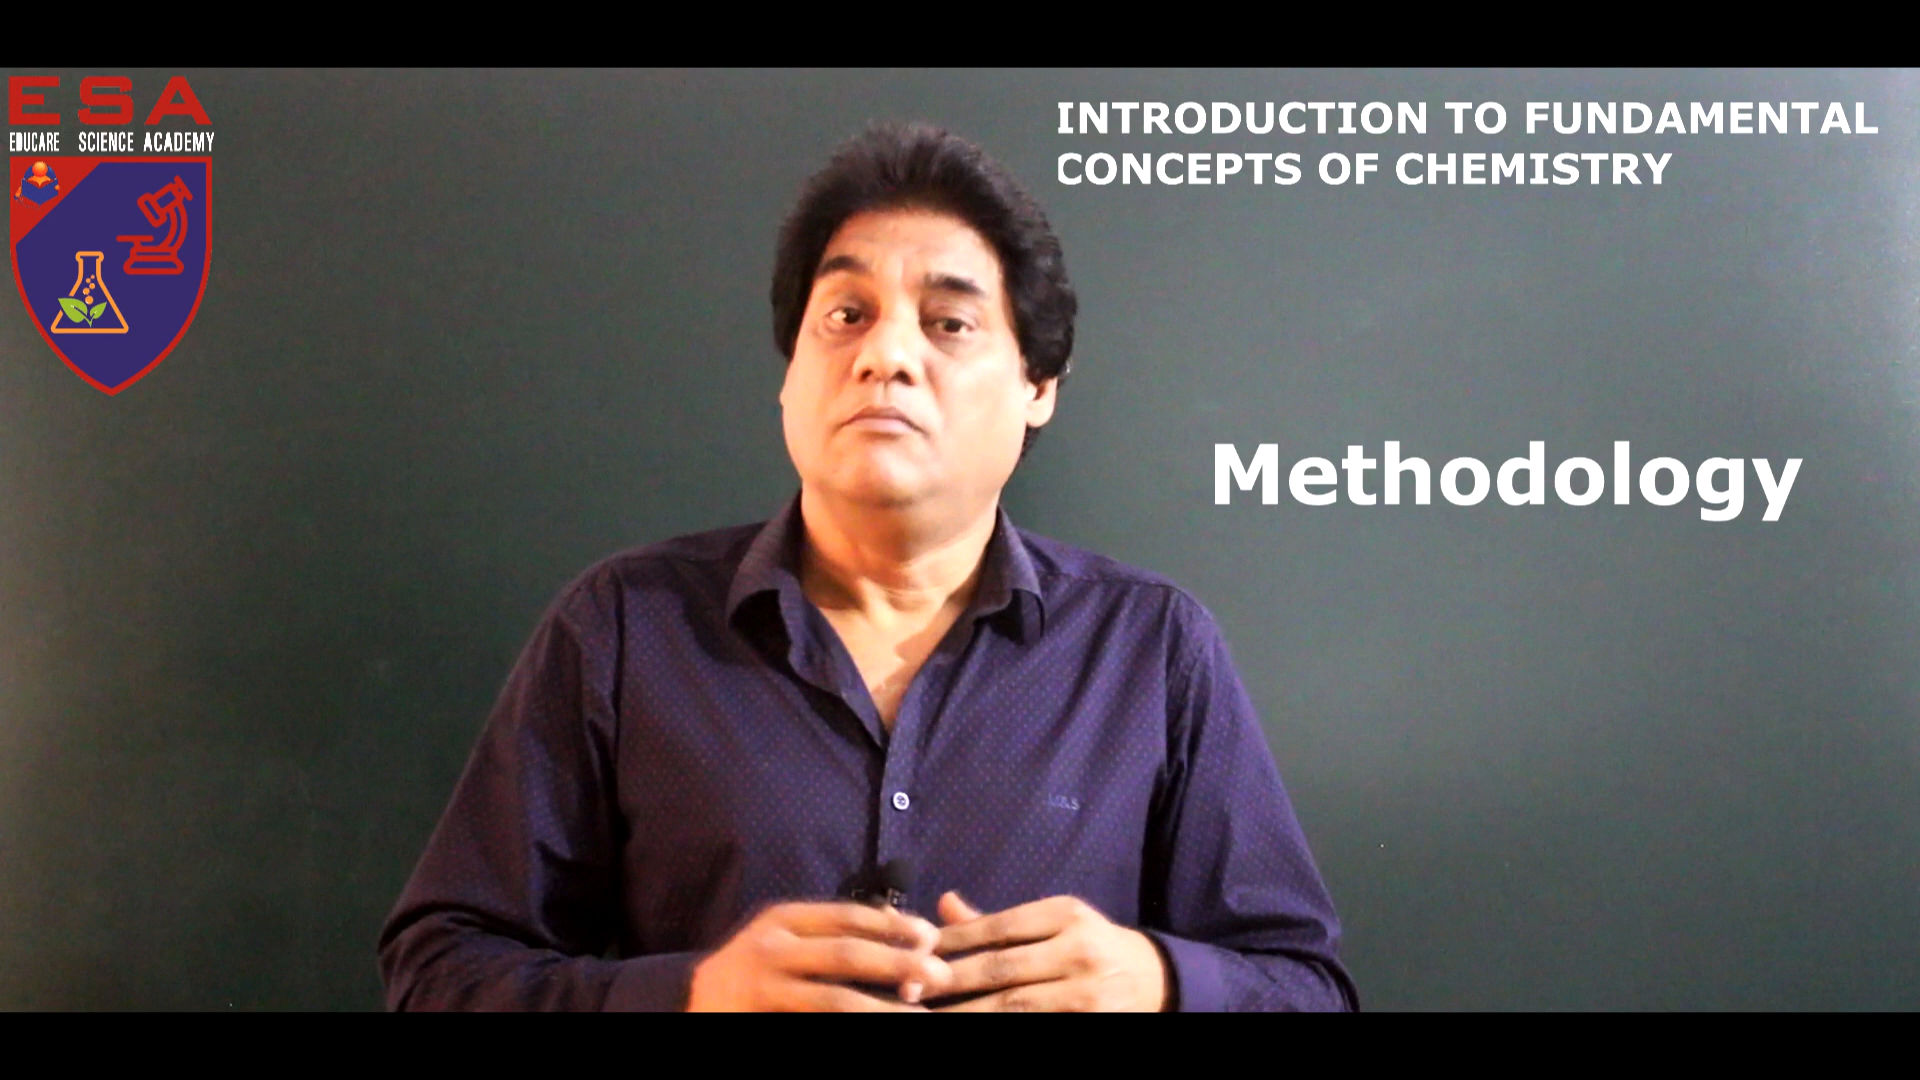 ESA
EDUCARE SCIENCE ACADEMY
INTRODUCTION TO FUNDAMENTAL
CONCEPTS OF CHEMISTRY
Methodology